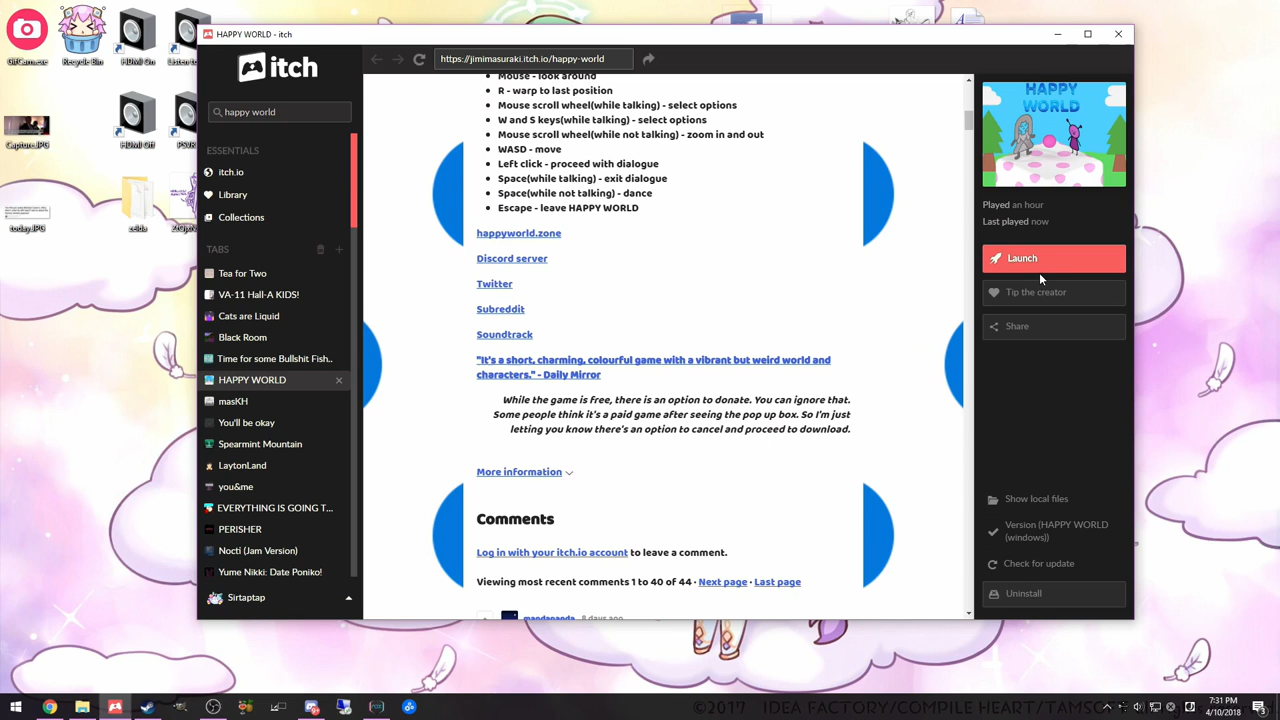 GifCam.exe
Recycle Bin
HDMI On
Listen to
HDMI Off
PSVR
Capture.JPG
today.JPG
zelda
HAPPY WORLD - itch
itch
happy world
ESSENTIALS
itch.io
Library
Collections
TABS
Tea for Two
VA-11 Hall-A KIDS!
Cats are Liquid
Black Room
Time for some Bullshit Fish..
HAPPY WORLD
masKH
You'll be okay
Spearmint Mountain
LaytonLand
you&me
EVERYTHING IS GOING T...
PERISHER
Nocti (Jam Version)
Yume Nikki: Date Poniko!
Sirtaptap
https://jimimasuraki.itch.io/happy-world
Mouse - look around
R - warp to last position
Mouse scroll wheel(while talking) - select options
W and S keys(while talking) - select options
Mouse scroll wheel(while not talking) - zoom in and out
WASD - move
Left click - proceed with dialogue
Space(while talking) - exit dialogue
Space(while not talking) - dance
Escape - leave HAPPY WORLD
happyworld.zone
Discord server
Twitter
Subreddit
Soundtrack
"It's a short, charming, colourful game with a vibrant but weird world and
characters." - Daily Mirror
While the game is free, there is an option to donate. You can ignore that.
Some people think it's a paid game after seeing the pop up box. So I'm just
letting you know there's an option to cancel and proceed to download.
More information
Comments
Log in with your itch.io account to leave a comment.
Viewing most recent comments 1 to 40 of 44 · Next page · Last page
mandapanda 8 days ago
HAPPY
WORLD
Played an hour
Last played now
Launch
Tip the creator
Share
Show local files
Version (HAPPY WORLD
(windows))
Check for update
Uninstall
©2017 IDEA FACTORY/COMPILE HEART/TAMS
7:31 PM
4/10/2018
3